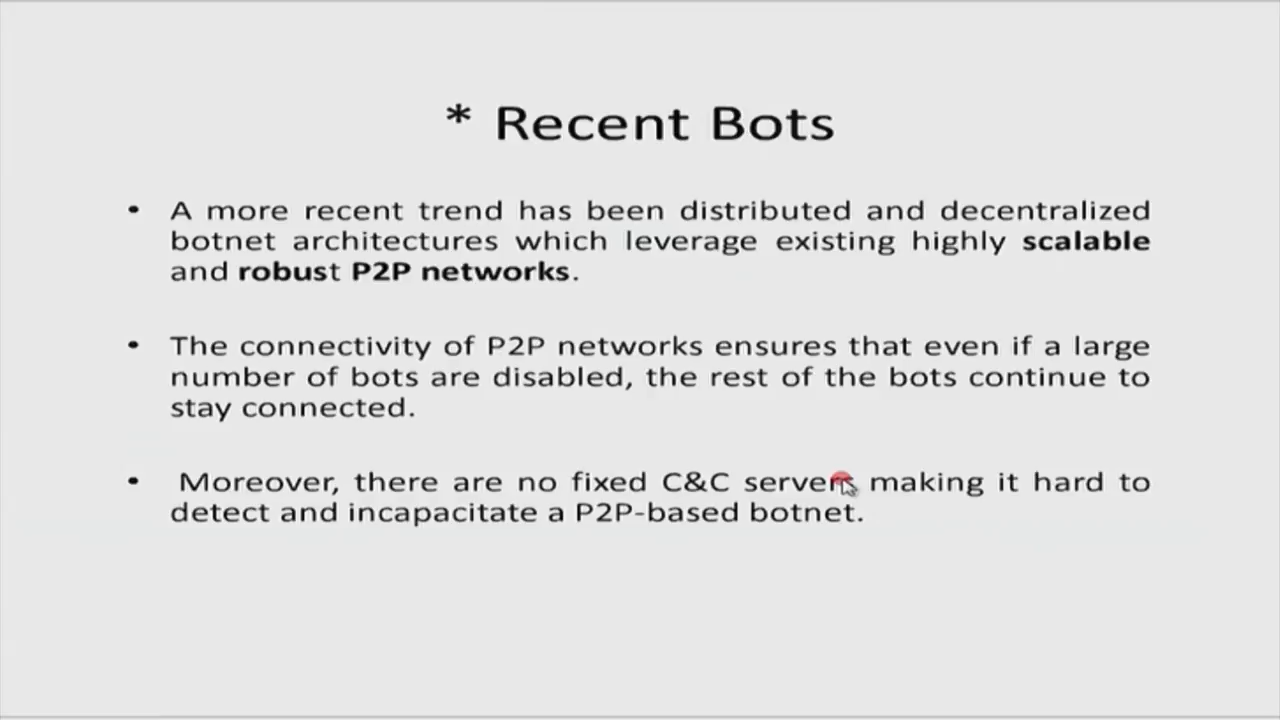 * Recent Bots
• A more recent trend has been distributed and decentralized
botnet architectures which leverage existing highly scalable
and robust P2P networks.
• The connectivity of P2P networks ensures that even if a large
number of bots are disabled, the rest of the bots continue to
stay connected.
• Moreover, there are no fixed C&C servers making it hard to
detect and incapacitate a P2P-based botnet.